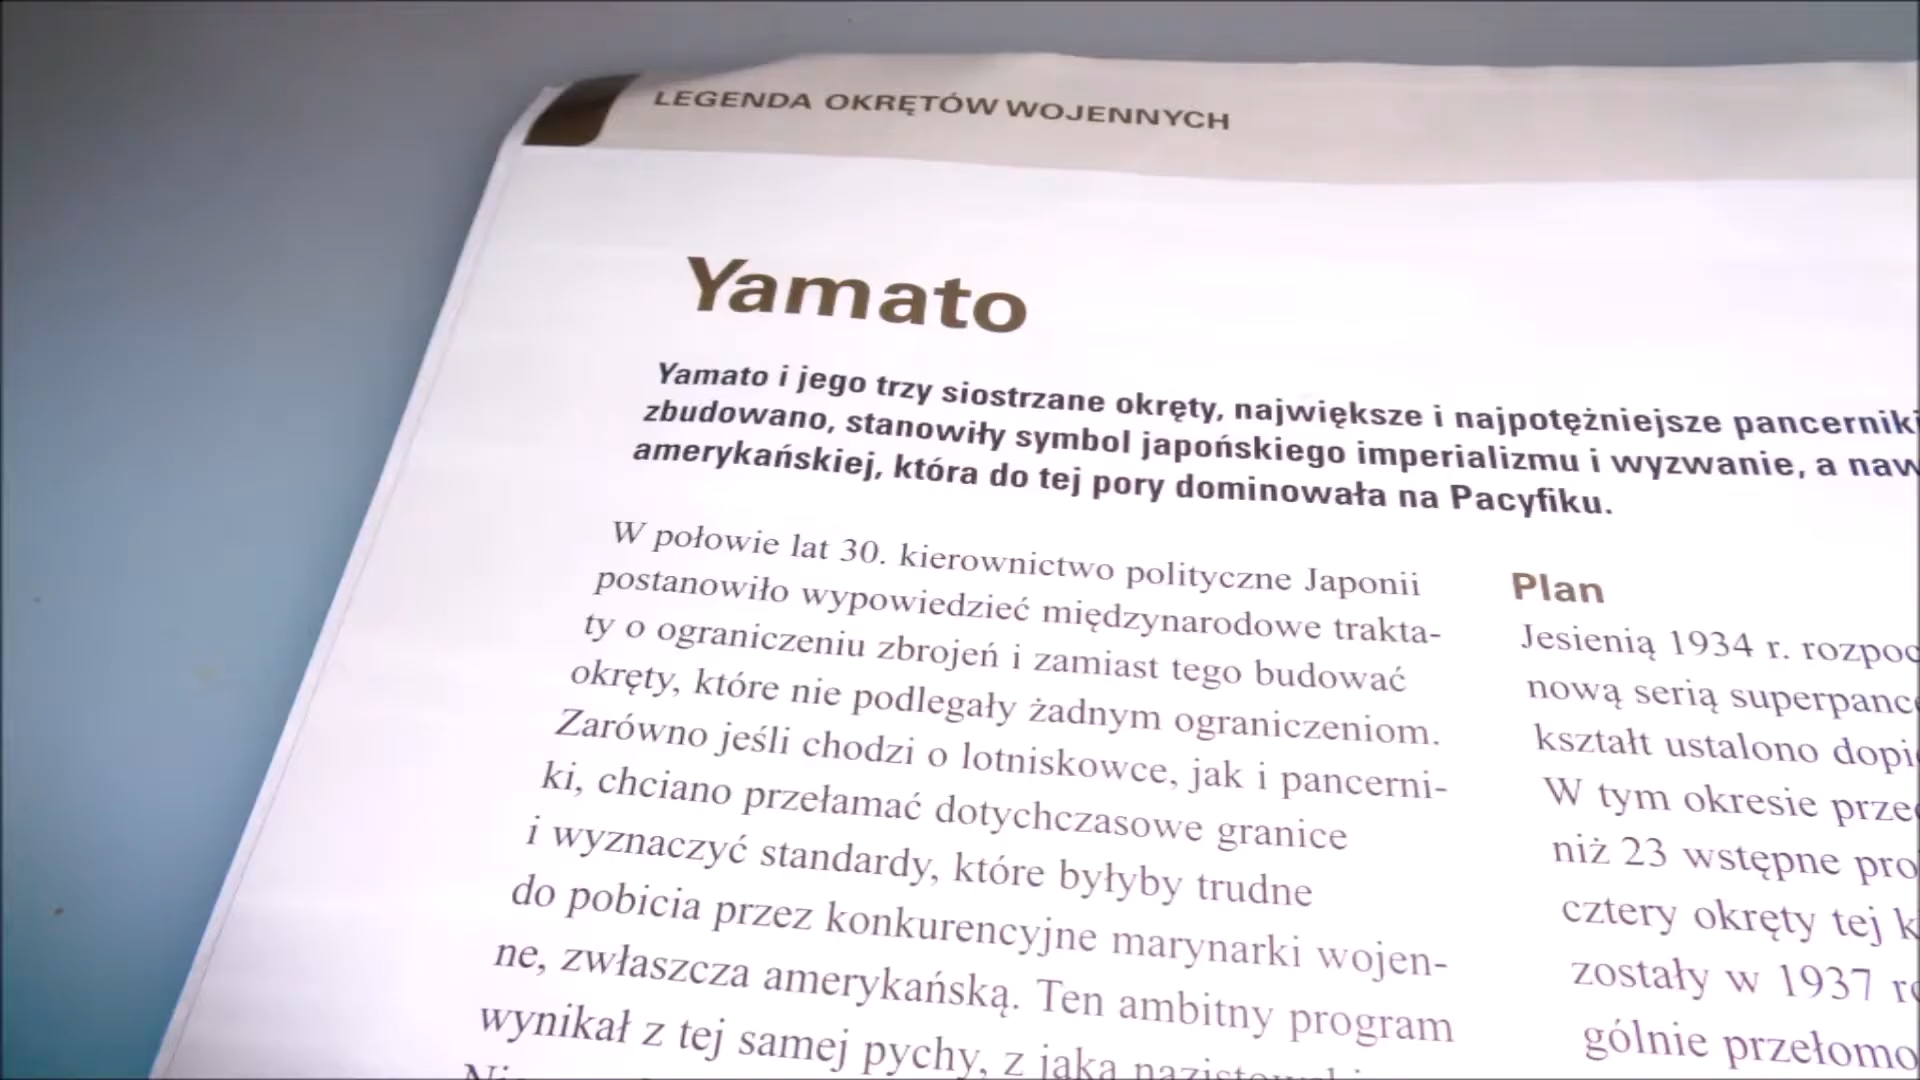 LEGENDA OKRĘTÓW WOJENNYCH
Yamato
Yamato i jego trzy siostrzane okręty, największe i najpotężniejsze pancerniki
zbudowano, stanowiły symbol japońskiego imperializmu i wyzwanie, a
amerykańskiej, która do tej pory dominowała na Pacyfiku.
W połowie lat 30. kierownictwo polityczne Japonii
postanowiło wypowiedzieć międzynarodowe trakta-
ty o ograniczeniu zbrojeń i zamiast tego budować
okręty, które nie podlegały żadnym ograniczeniom.
Zarówno jeśli chodzi o lotniskowce, jak i pancerni-
ki, chciano przełamać dotychczasowe granice
i wyznaczyć standardy, które byłyby trudne
do pobicia przez konkurencyjne marynarki wojen-
ne, zwłaszcza amerykańską. Ten ambitny program
wynikał z tej samej pychy, z jaką
Plan
Jesienią 1934 r.
nową serią
kształt ustalono
W tym okresie
niż 23 wstępne
cztery okręty tej
zostały w 1937